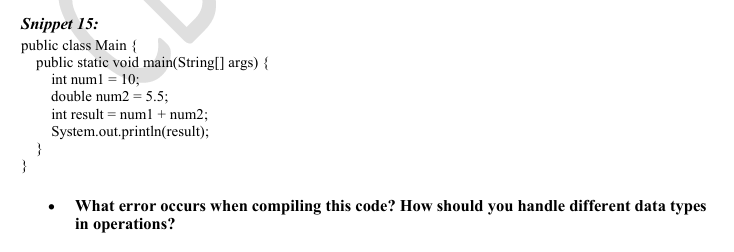 Snippet 15:
public class Main {
public static void main(String[] args) {
int num1 = 10;
double num2 = 5.5;
int result = num1 + num2;
System.out.println(result);
}
}
• What error occurs when compiling this code? How should you handle different data types
in operations?